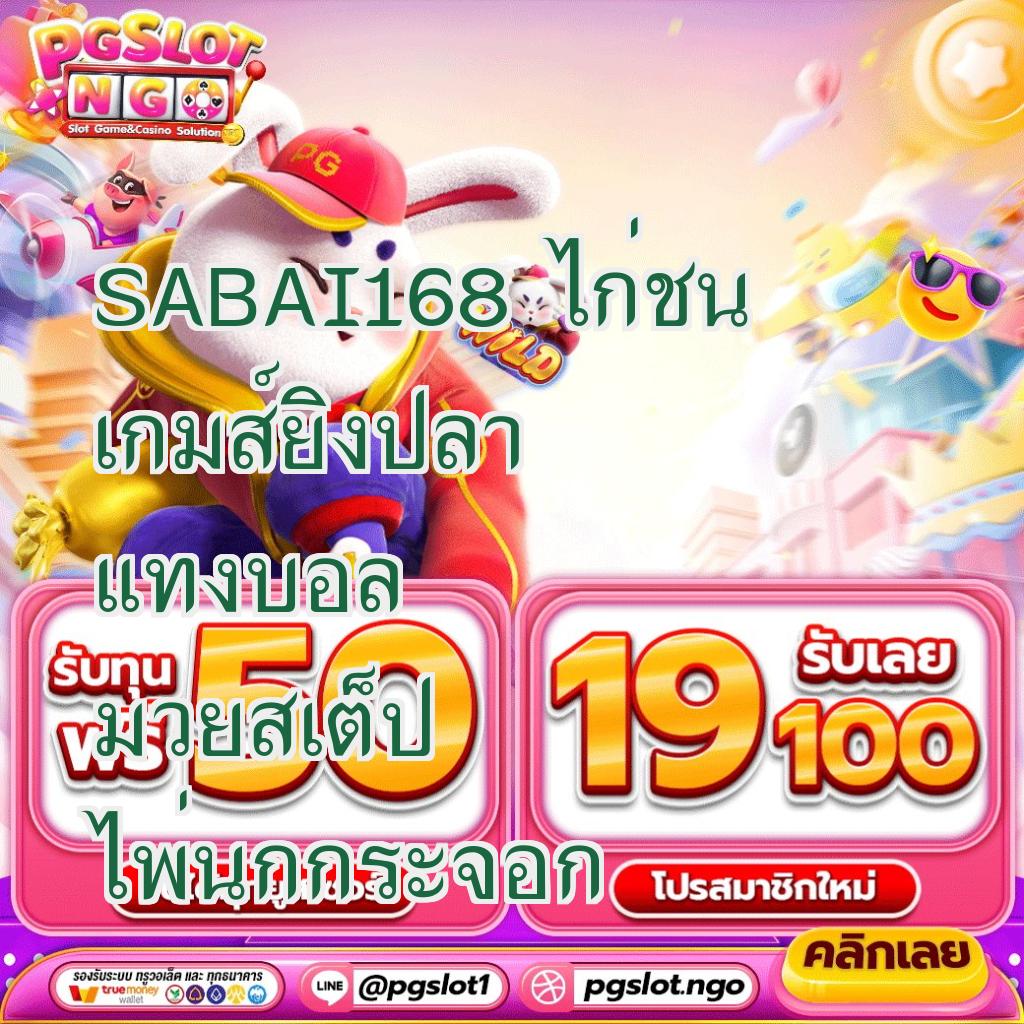 PGSLOT
NGO
Slot Game&Casino Solution
PG
WILD
SABAI168 ไก่ชน
เกมส์ยิงปลา
แทงบอล
มวยสเต็ป
ไพ่นกกระจอก
รับทุน
ฟรี
50
19
รับเลย
100
โปรสมาชิกใหม่
คลิกเลย
รองรับระบบ ทรูวอเล็ต และ ทุกธนาคาร
truemoney
wallet
LINE
@pgslot1
pgslot.ngo